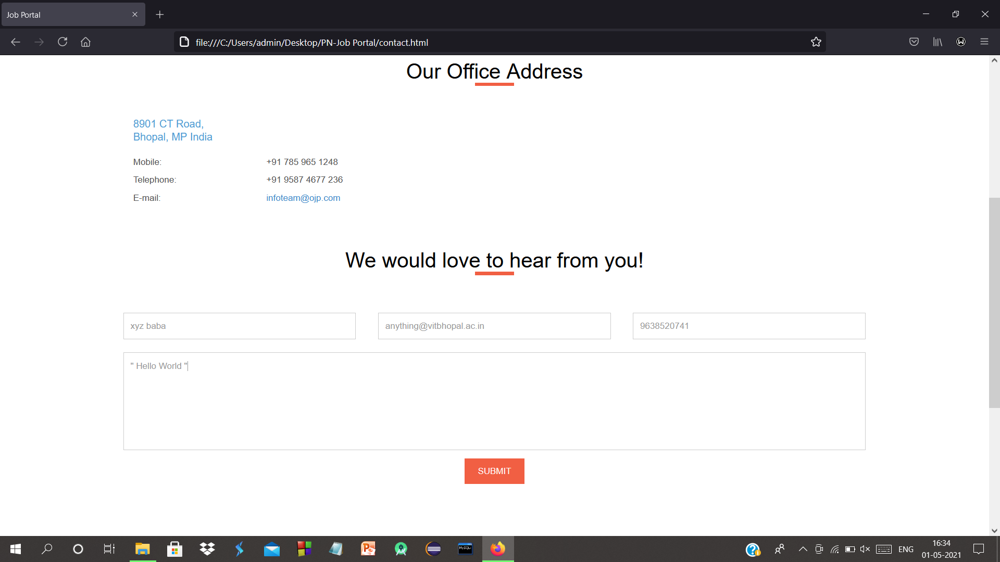 Job Portal
file:///C:/Users/admin/Desktop/PN-Job Portal/contact.html
Our Office Address
8901 CT Road,
Bhopal, MP India
Mobile: +91 785 965 1248
Telephone: +91 9587 4677 236
E-mail: infoteam@ojp.com
We would love to hear from you!
xyz baba anything@vitbhopal.ac.in 9638520741
" Hello World "
SUBMIT
ENG
16:34
01-05-2021